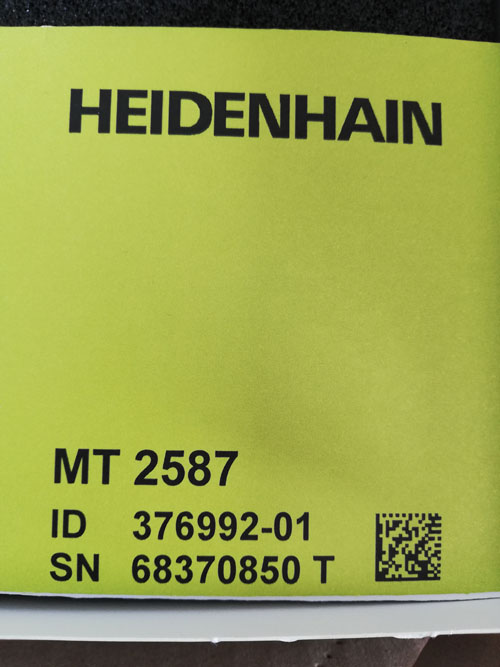 HEIDENHAIN
MT 2587
ID 376992-01
SN 68370850 T